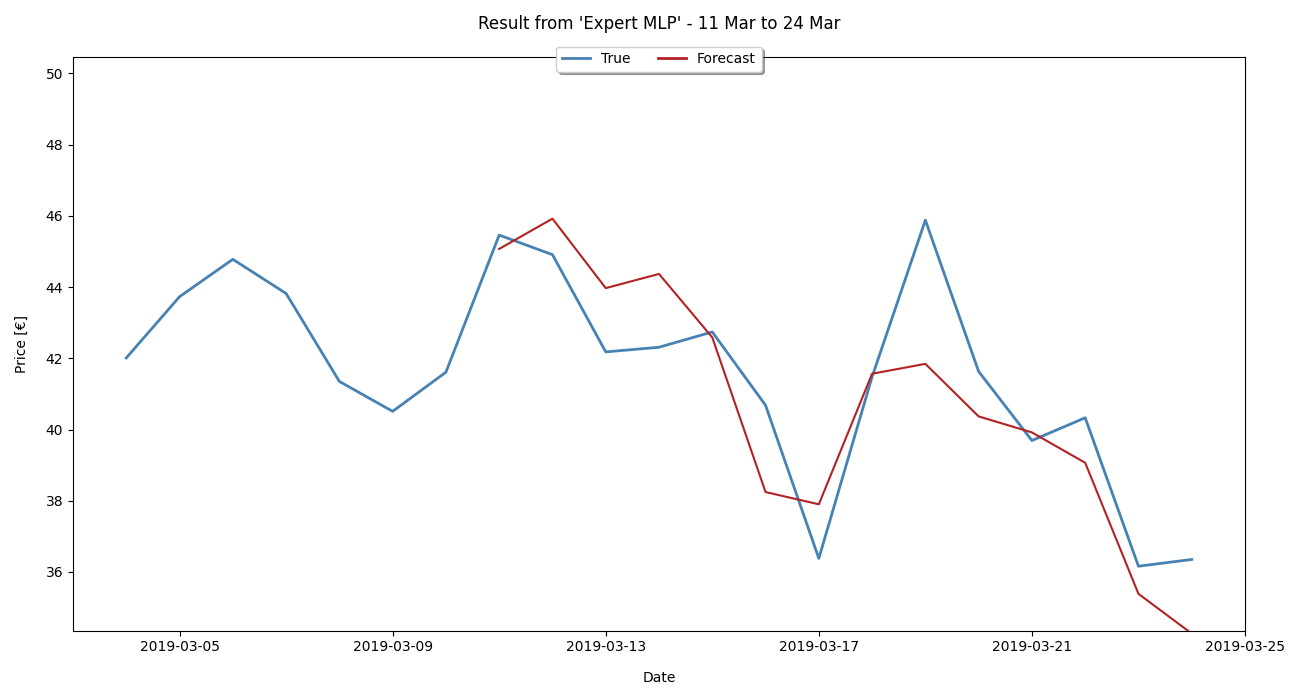 Result from 'Expert MLP' - 11 Mar to 24 Mar
True Forecast
50
48
46
44
42
40
38
36
Price [€]
2019-03-05 2019-03-09 2019-03-13 2019-03-17 2019-03-21 2019-03-25
Date